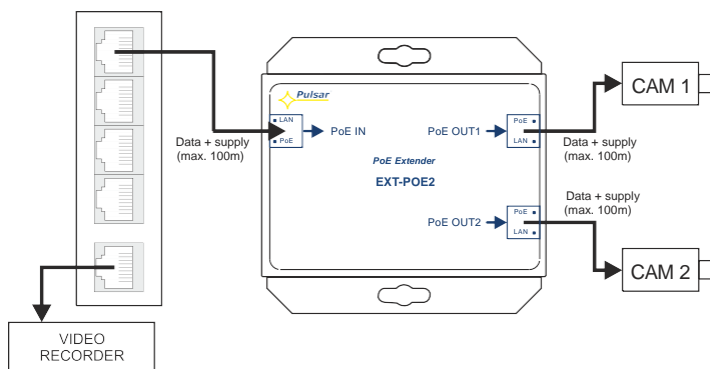 Pulsar
LAN
PoE
PoE IN
PoE OUT1
PoE
LAN
CAM 1
Data + supply
(max. 100m)
Data + supply
(max. 100m)
PoE Extender
EXT-POE2
Data + supply
(max. 100m)
PoE OUT2
PoE
LAN
CAM 2
VIDEO
RECORDER